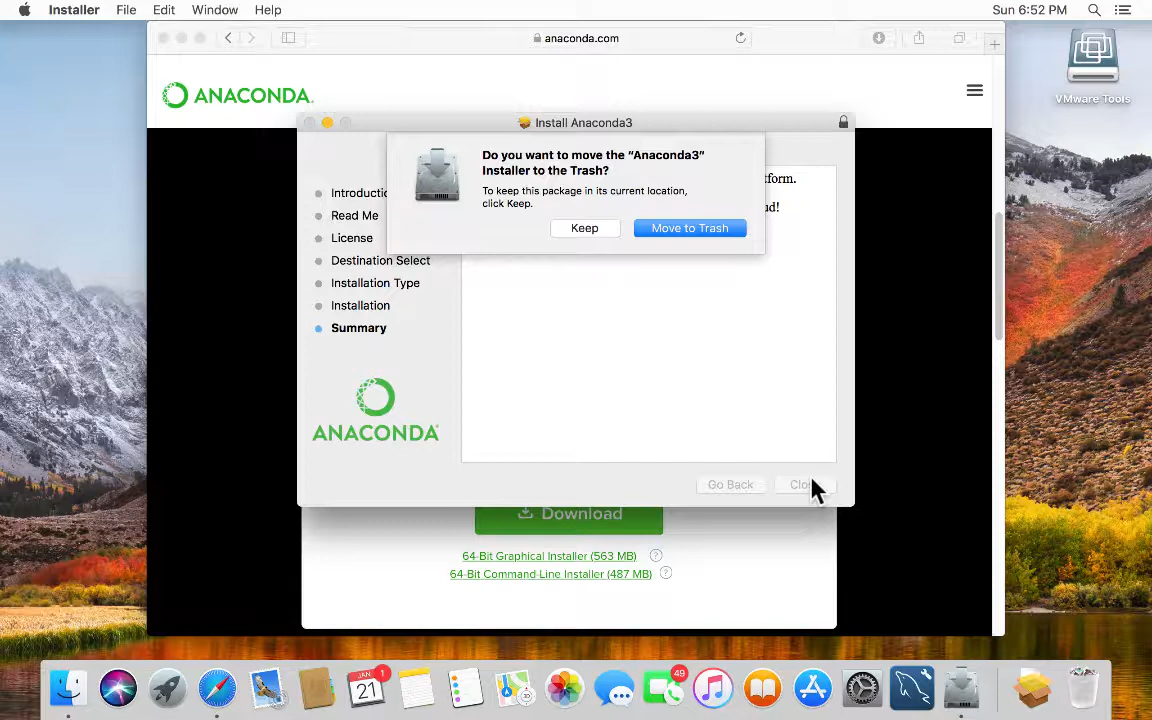 Installer File Edit Window Help Sun 6:52 PM
anaconda.com
VMware Tools
ANACONDA.
Install Anaconda3
Do you want to move the “Anaconda3”
Installer to the Trash?
To keep this package in its current location,
click Keep.
Keep Move to Trash
tform.
ud!
Introductio
Read Me
License
Destination Select
Installation Type
Installation
Summary
ANACONDA
Go Back Clo
Download
64-Bit Graphical Installer (563 MB) ?
64-Bit Command-Line Installer (487 MB) ?
JAN
21
1
49